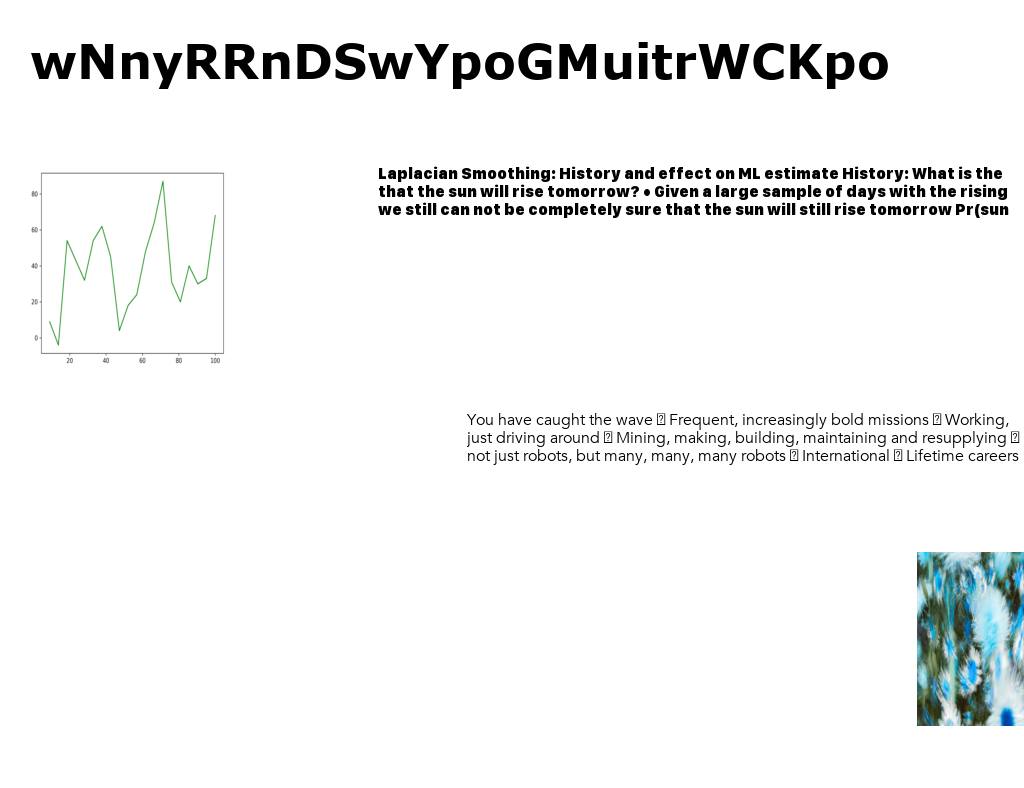 wNnyRRnDSwYpoGMuitrWCKpo
80
60
40
20
0
20 40 60 80 100
Laplacian Smoothing: History and effect on ML estimate History: What is the
that the sun will rise tomorrow? • Given a large sample of days with the rising
we still can not be completely sure that the sun will still rise tomorrow Pr(sun
You have caught the wave ⍰ Frequent, increasingly bold missions ⍰ Working,
just driving around ⍰ Mining, making, building, maintaining and resupplying ⍰
not just robots, but many, many, many robots ⍰ International ⍰ Lifetime careers